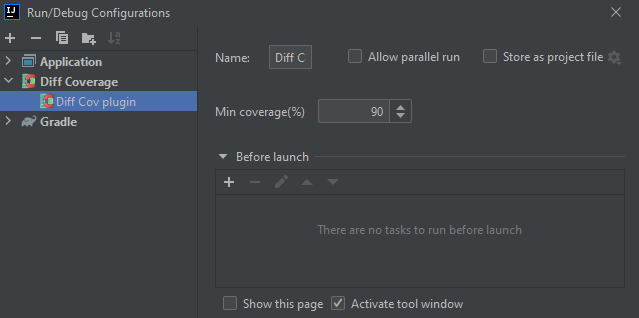 IJ Run/Debug Configurations
Application
Diff Coverage
Diff Cov plugin
Gradle
Name: Diff C Allow parallel run Store as project file
Min coverage(%) 90
Before launch
There are no tasks to run before launch
Show this page Activate tool window